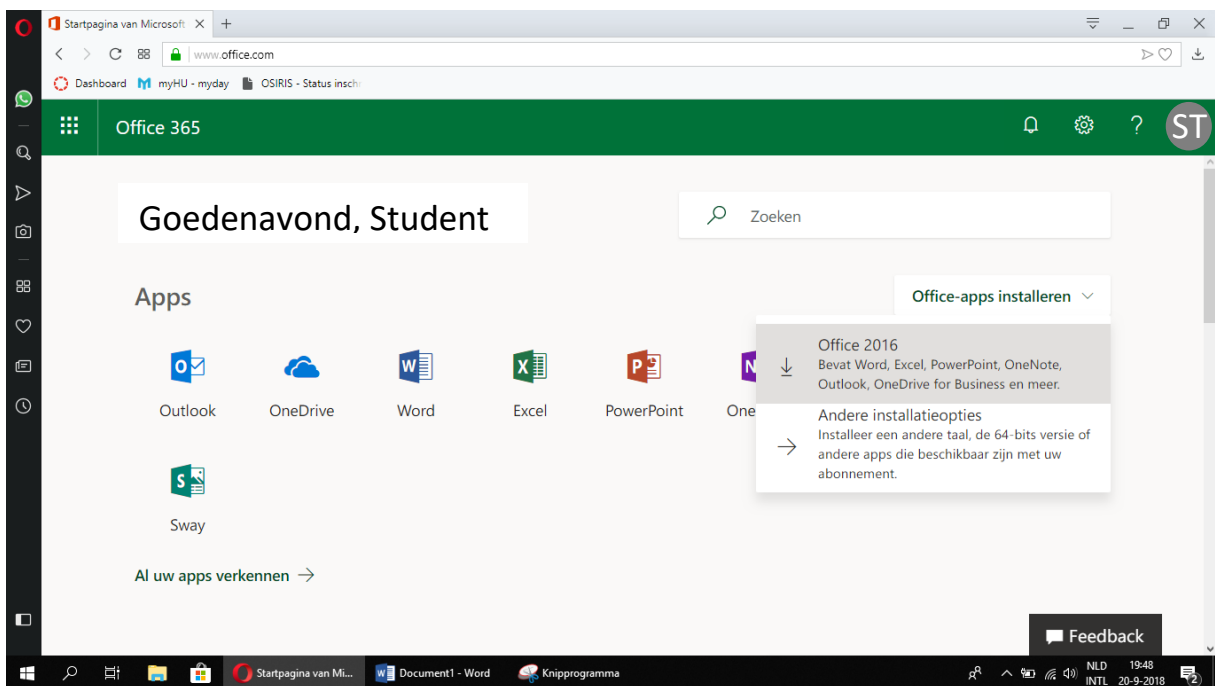 Startpagina van Microsoft
www.office.com
Dashboard myHU - myday OSIRIS - Status insch
Office 365 ? ST
Goedenavond, Student
Zoeken
Apps
Office-apps installeren
Office 2016
Bevat Word, Excel, PowerPoint, OneNote,
Outlook, OneDrive for Business en meer.
Andere installatieopties
Installeer een andere taal, de 64-bits versie of
andere apps die beschikbaar zijn met uw
abonnement.
Outlook OneDrive Word Excel PowerPoint One
Sway
Al uw apps verkennen →
Feedback
Startpagina van Mi... Document1 - Word Knipprogramma
NLD 19:48
INTL 20-9-2018 2